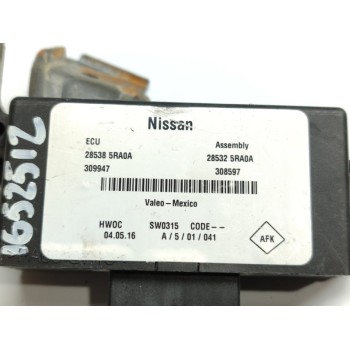 Nissan
ECU Assembly
28538 5RA0A 28532 5RA0A
309947 308597
Valeo-Mexico
HWOC SW0315 CODE--
04.05.16 A/5/01/041
AFK
1652512